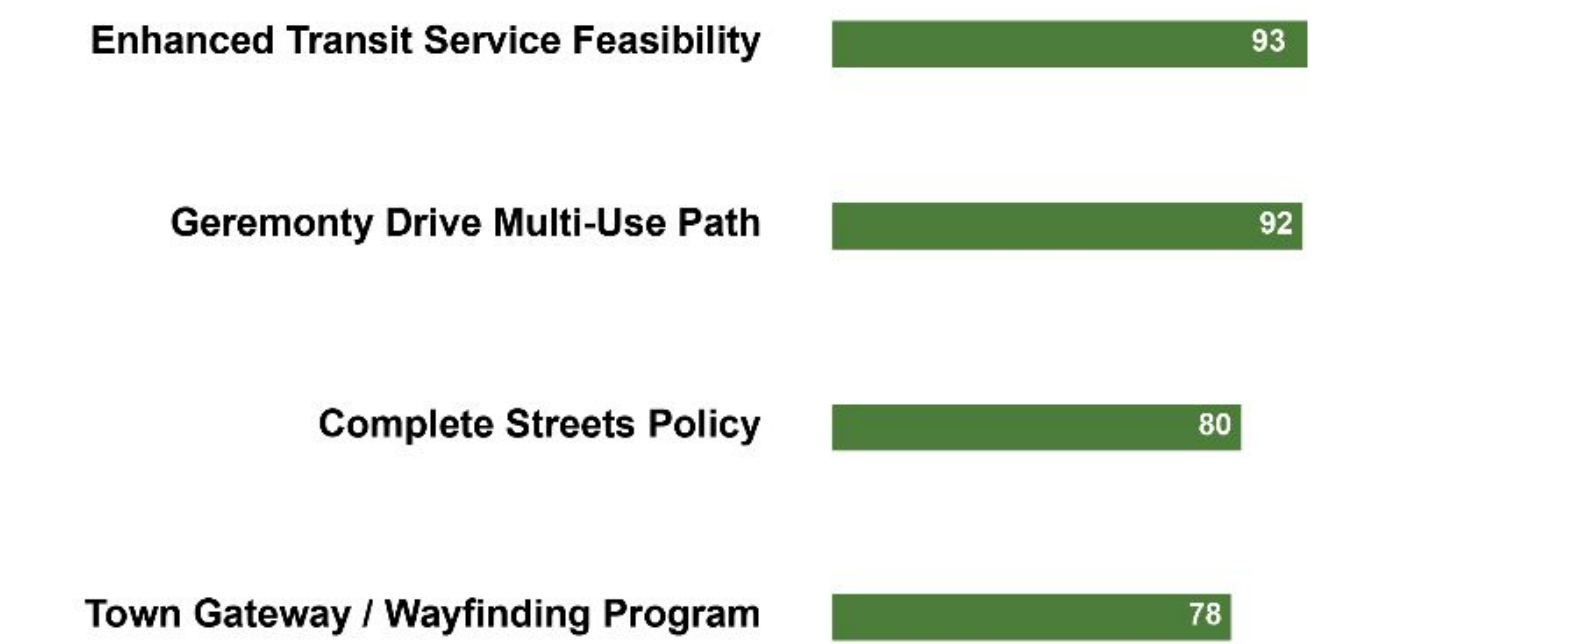 Enhanced Transit Service Feasibility 93
Geremonty Drive Multi-Use Path 92
Complete Streets Policy 80
Town Gateway / Wayfinding Program 78